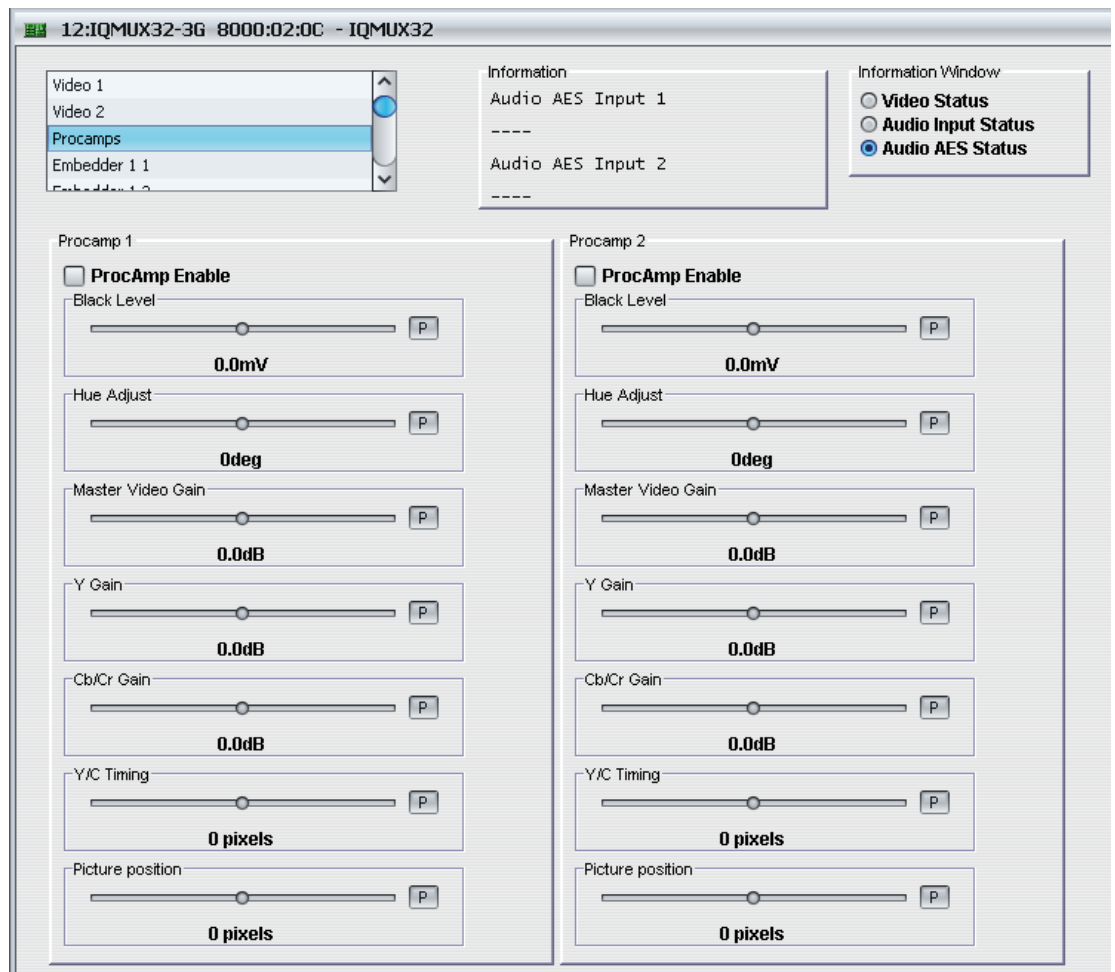 12:IQMUX32-3G 8000:02:0C - IQMUX32
Video 1
Video 2
Procamps
Embedder 1 1
Information
Audio AES Input 1
----
Audio AES Input 2
----
Information Window
Video Status
Audio Input Status
Audio AES Status
Procamp 1
ProcAmp Enable
Black Level
P
0.0mV
Hue Adjust
P
0deg
Master Video Gain
P
0.0dB
Y Gain
P
0.0dB
Cb/Cr Gain
P
0.0dB
Y/C Timing
P
0 pixels
Picture position
P
0 pixels
Procamp 2
ProcAmp Enable
Black Level
P
0.0mV
Hue Adjust
P
0deg
Master Video Gain
P
0.0dB
Y Gain
P
0.0dB
Cb/Cr Gain
P
0.0dB
Y/C Timing
P
0 pixels
Picture position
P
0 pixels